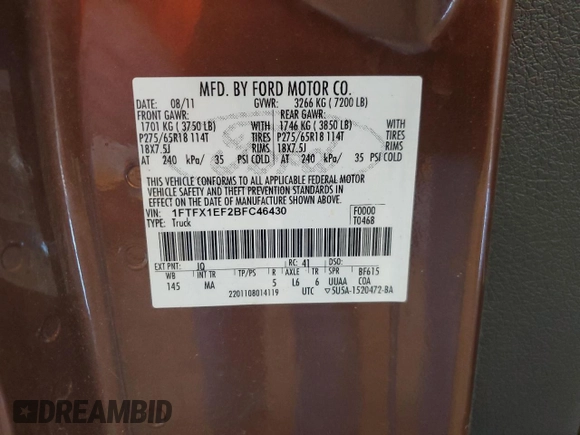 MFD. BY FORD MOTOR CO.
DATE: 08/11 GVWR: 3266 KG ( 7200 LB)
FRONT GAWR: REAR GAWR:
1701 KG ( 3750 LB) WITH 1746 KG ( 3850 LB) WITH
P275/65R18 114T TIRES P275/65R18 114T TIRES
18X7.5J RIMS 18X7.5J RIMS
AT 240 kPa/ 35 PSI COLD AT 240 kPa/ 35 PSI COLD
THIS VEHICLE CONFORMS TO ALL APPLICABLE FEDERAL MOTOR
VEHICLE SAFETY AND THEFT PREVENTION STANDARDS IN
EFFECT ON THE DATE OF MANUFACTURE SHOWN ABOVE.
VIN: 1FTFX1EF2BFC46430 F0000
TYPE: Truck T0468
EXT PNT: JQ RC: 41 DSO:
WB INT TR TP/PS R AXLE TR SPR BF615
145 MA 5 L6 6 UUAA COA
2201108014119 UTC ▽5U5A-1520472-BA
DREAMBID